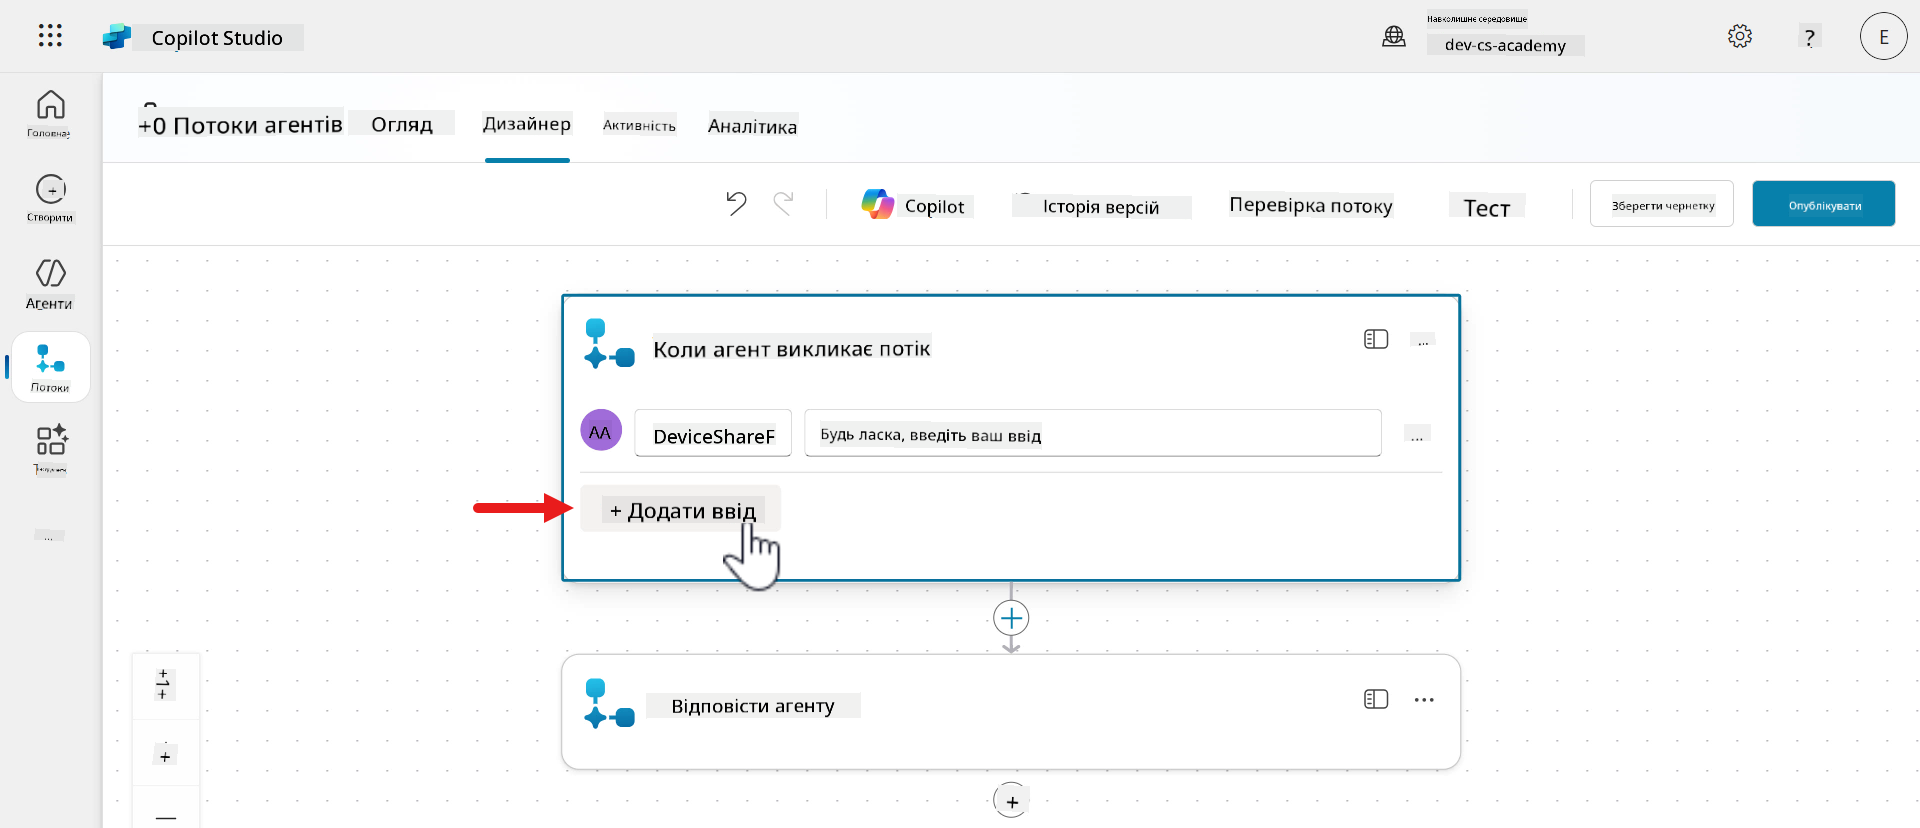 Copilot Studio
Навколишнє середовище
dev-cs-academy
?
E
+0 Потоки агентів
Огляд
Дизайнер
Активність
Аналітика
Головна
Створити
Агенти
Потоки
...
Copilot
Історія версій
Перевірка потоку
Тест
Зберегти чернетку
Опублікувати
Коли агент викликає потік
...
AA
DeviceShareF
Будь ласка, введіть ваш ввід
...
+ Додати ввід
Відповісти агенту